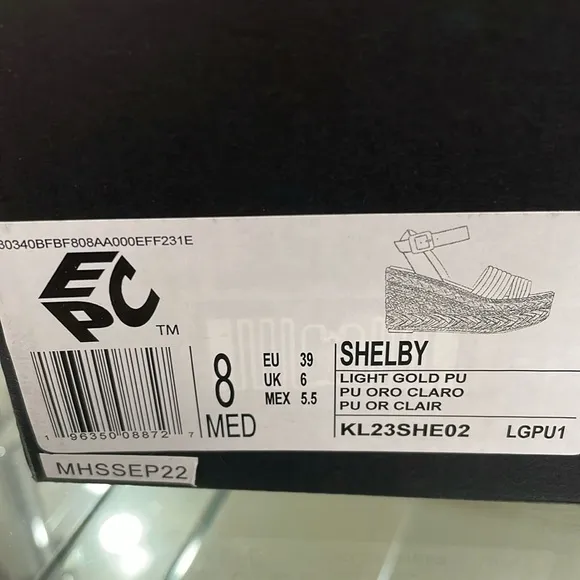 30340BFBF808AA000EFF231E
EPC
TM
1 96350 08872 7
8
MED
EU 39
UK 6
MEX 5.5
SHELBY
LIGHT GOLD PU
PU ORO CLARO
PU OR CLAIR
KL23SHE02 LGPU1
MHSSEP22